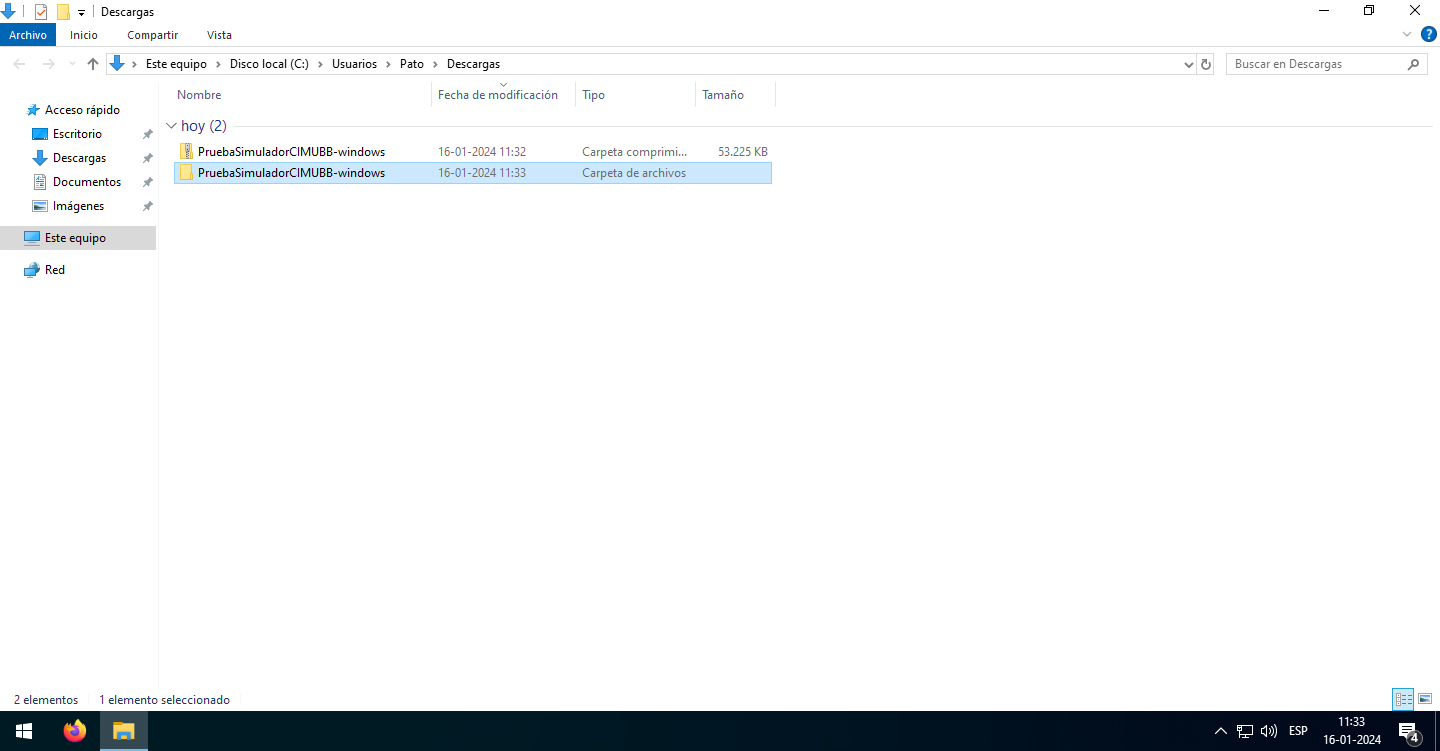 Descargas
Archivo Inicio Compartir Vista
Este equipo Disco local (C:) Usuarios Pato Descargas Buscar en Descargas
Nombre Fecha de modificación Tipo Tamaño
Acceso rápido
Escritorio
Descargas
Documentos
Imágenes
Este equipo
Red
hoy (2)
PruebaSimuladorCIMUBB-windows 16-01-2024 11:32 Carpeta comprimi... 53.225 KB
PruebaSimuladorCIMUBB-windows 16-01-2024 11:33 Carpeta de archivos
2 elementos 1 elemento seleccionado
ESP
11:33
16-01-2024
4